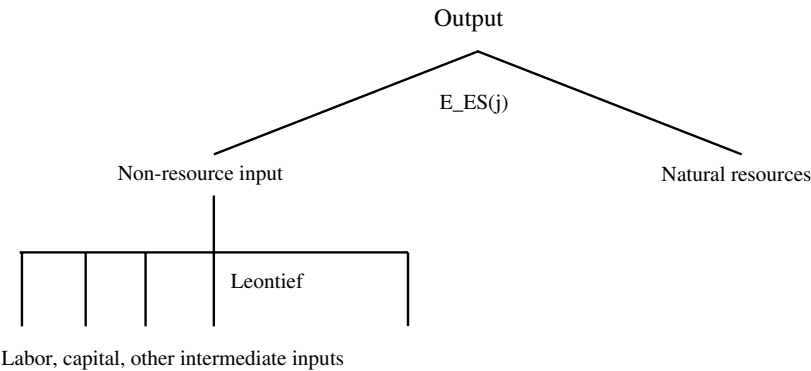 Output
E_ES(j)
Non-resource input
Natural resources
Leontief
Labor, capital, other intermediate inputs